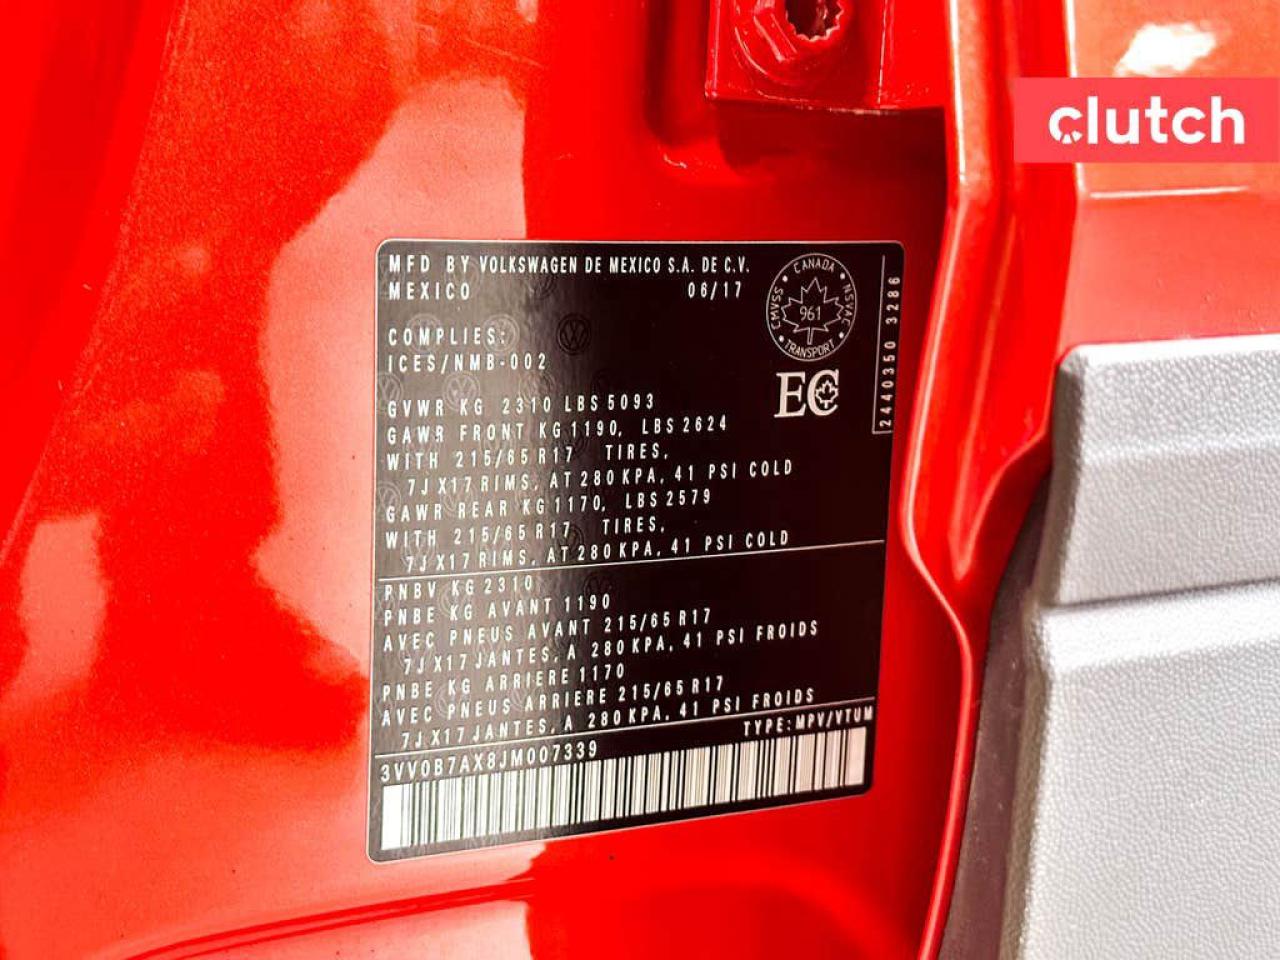 clutch
MFD BY VOLKSWAGEN DE MEXICO S.A. DE C.V.
MEXICO 06/17
COMPLIES:
ICES/NMB-002
GVWR KG 2310 LBS 5093
GAWR FRONT KG 1190, LBS 2624
WITH 215/65 R17 TIRES,
7J X17 RIMS, AT 280 KPA, 41 PSI COLD
GAWR REAR KG 1170, LBS 2579
WITH 215/65 R17 TIRES,
7J X17 RIMS, AT 280 KPA, 41 PSI COLD
PNBV KG 2310
PNBE KG AVANT 1190
AVEC PNEUS AVANT 215/65 R17
7J X17 JANTES, A 280 KPA, 41 PSI FROIDS
PNBE KG ARRIERE 1170
AVEC PNEUS ARRIERE 215/65 R17
7J X17 JANTES, A 280 KPA, 41 PSI FROIDS
TYPE: MPV/VTUM
3VV0B7AX8JM007339
CANADA
CMVSS
961
NSVAC
TRANSPORT
EC
2440350 3286